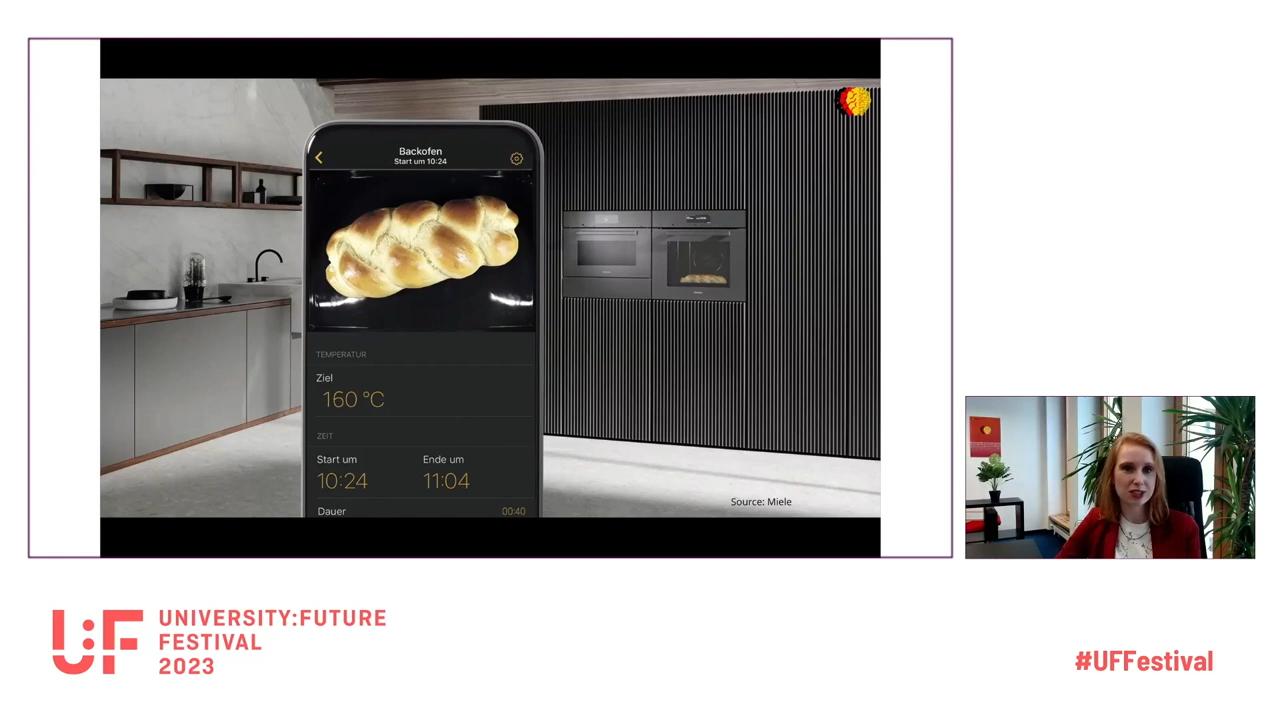 Backofen
Start um 10:24
TEMPERATUR
Ziel
160 °C
ZEIT
Start um
Ende um
10:24
11:04
Dauer
00:40
Source: Miele
U:F
UNIVERSITY:FUTURE
FESTIVAL
2023
#UFFestival